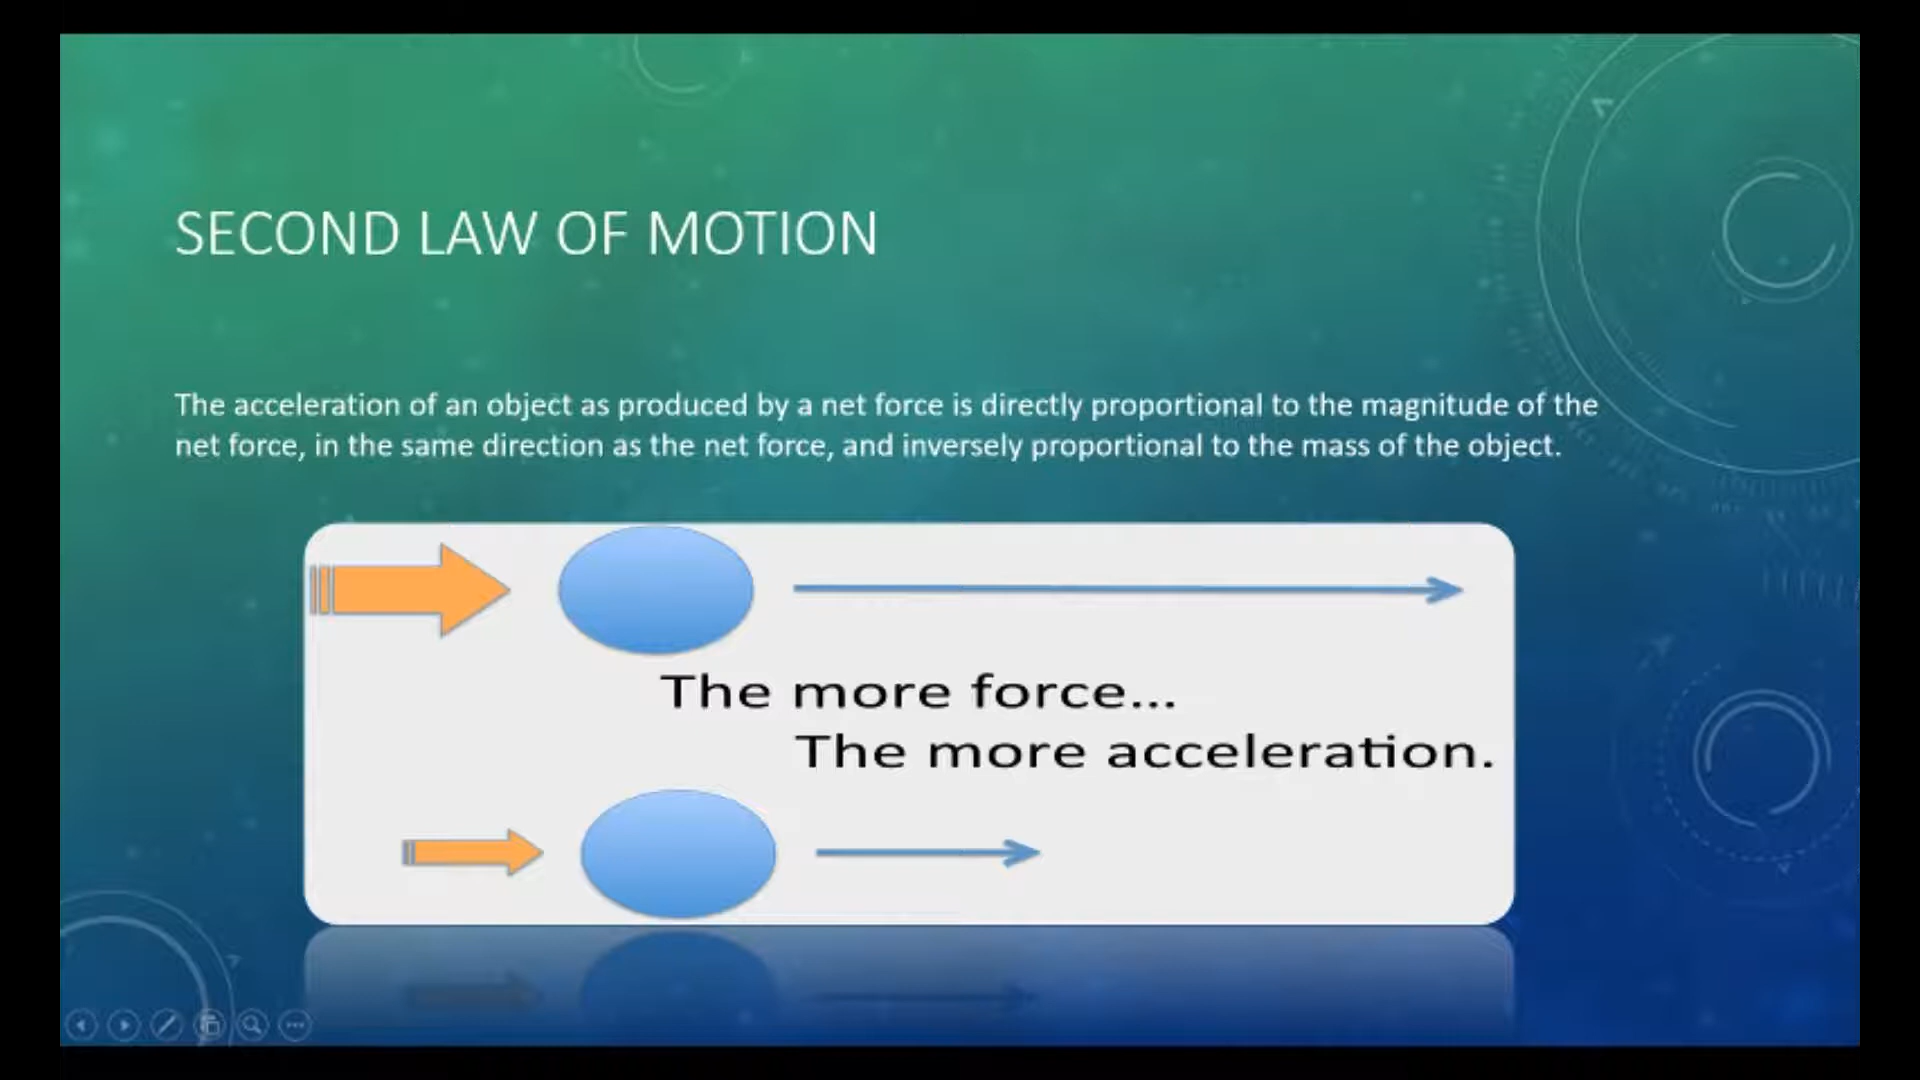 SECOND LAW OF MOTION
The acceleration of an object as produced by a net force is directly proportional to the magnitude of the
net force, in the same direction as the net force, and inversely proportional to the mass of the object.
The more force...
The more acceleration.